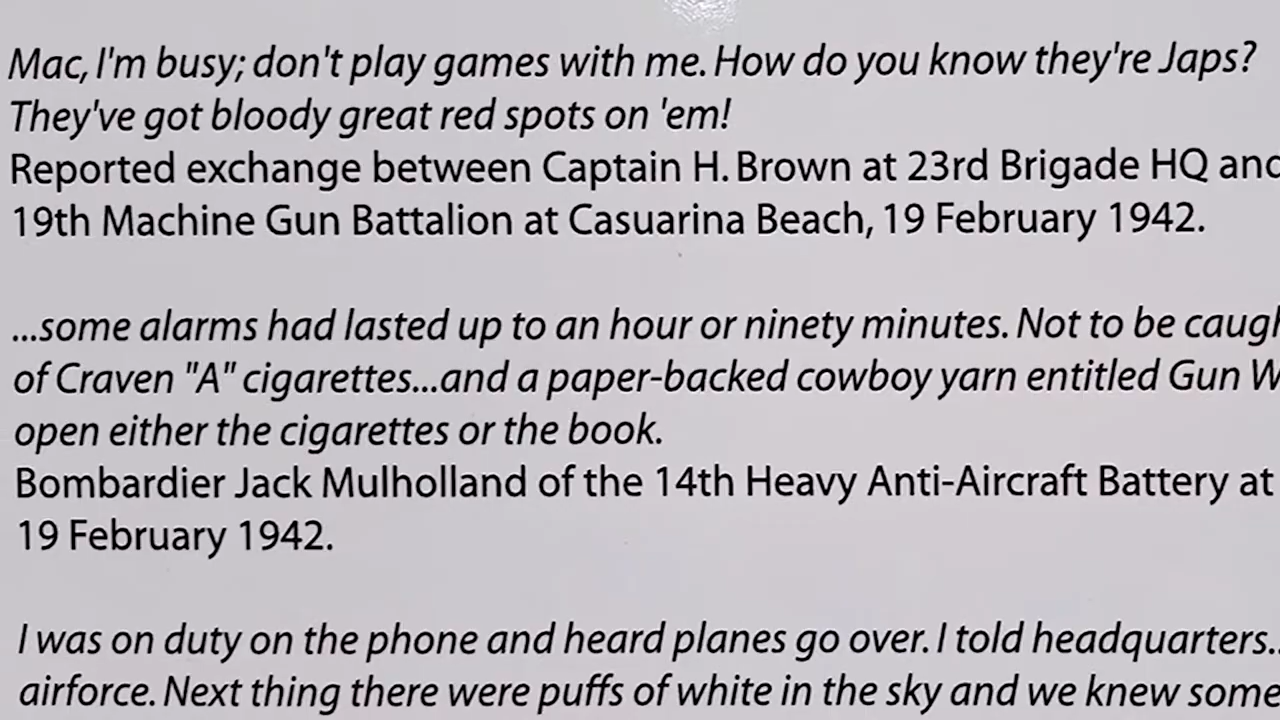 Mac, I'm busy; don't play games with me. How do you know they're Japs?
They've got bloody great red spots on 'em!
Reported exchange between Captain H. Brown at 23rd Brigade HQ and
19th Machine Gun Battalion at Casuarina Beach, 19 February 1942.
...some alarms had lasted up to an hour or ninety minutes. Not to be
of Craven "A" cigarettes...and a paper-backed cowboy yarn entitled Gun
open either the cigarettes or the book.
Bombardier Jack Mulholland of the 14th Heavy Anti-Aircraft Battery at
19 February 1942.
I was on duty on the phone and heard planes go over. I told headquarters..
airforce. Next thing there were puffs of white in the sky and we knew some